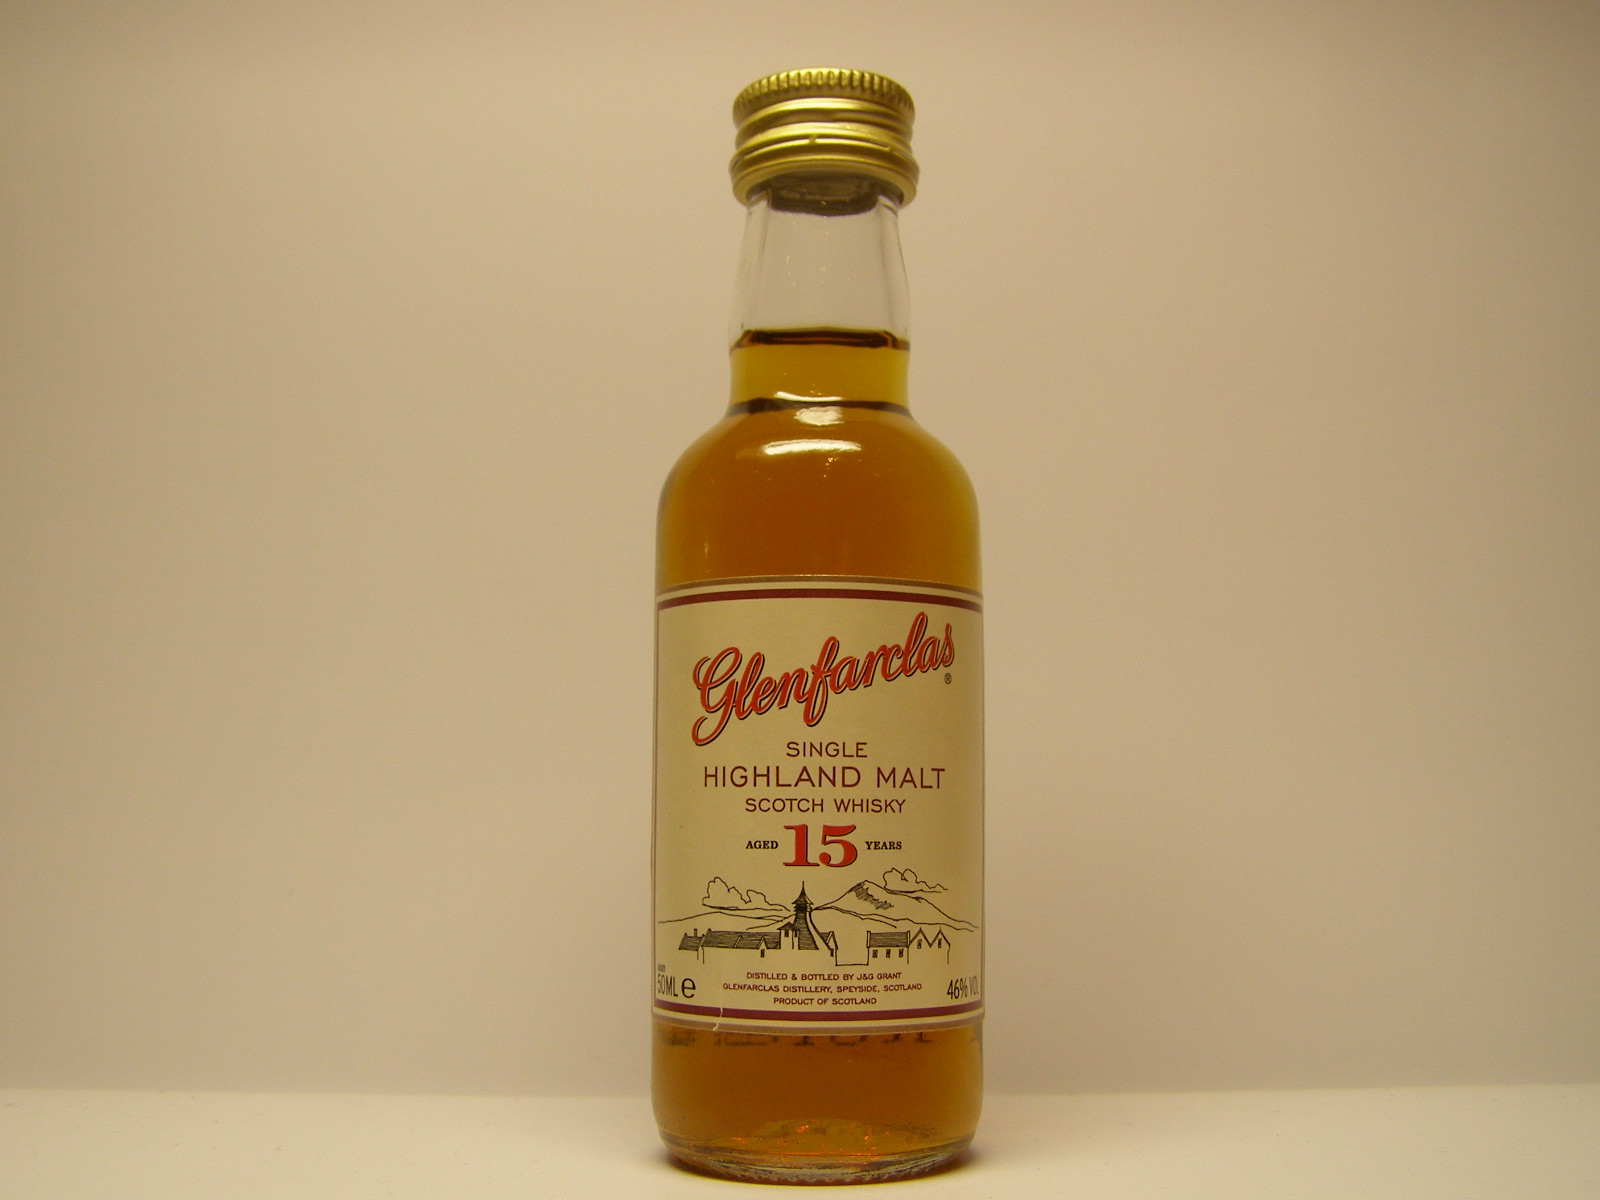 Glenfarclas ®
SINGLE
HIGHLAND MALT
SCOTCH WHISKY
AGED 15 YEARS
DISTILLED & BOTTLED BY J&G GRANT
GLENFARCLAS DISTILLERY, SPEYSIDE, SCOTLAND
PRODUCT OF SCOTLAND
50ML e
46% VOL